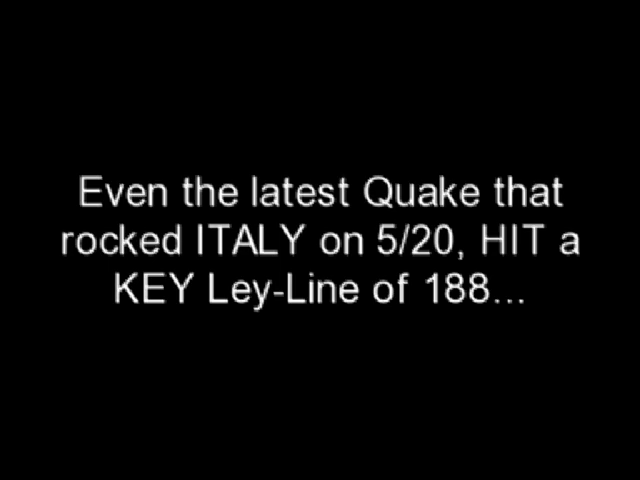 Even the latest Quake that
rocked ITALY on 5/20, HIT a
KEY Ley-Line of 188...